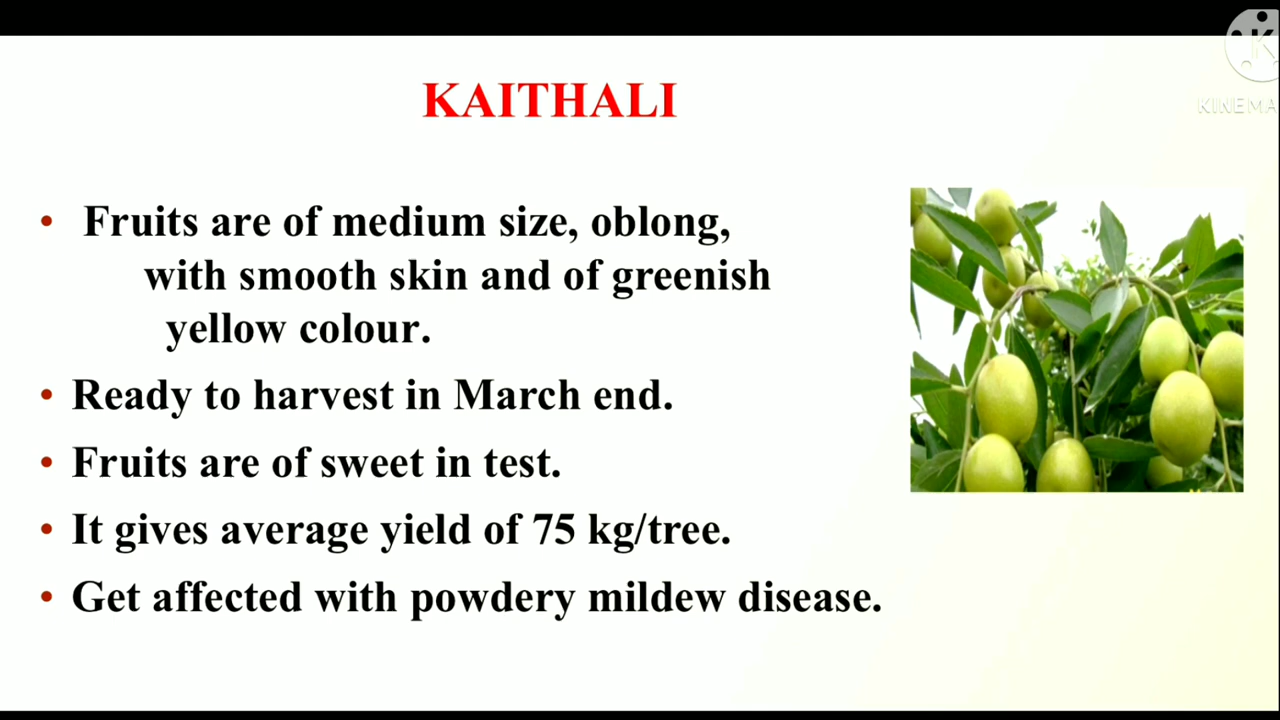 KINEMA
KAITHALI
• Fruits are of medium size, oblong,
with smooth skin and of greenish
yellow colour.
• Ready to harvest in March end.
• Fruits are of sweet in test.
• It gives average yield of 75 kg/tree.
• Get affected with powdery mildew disease.